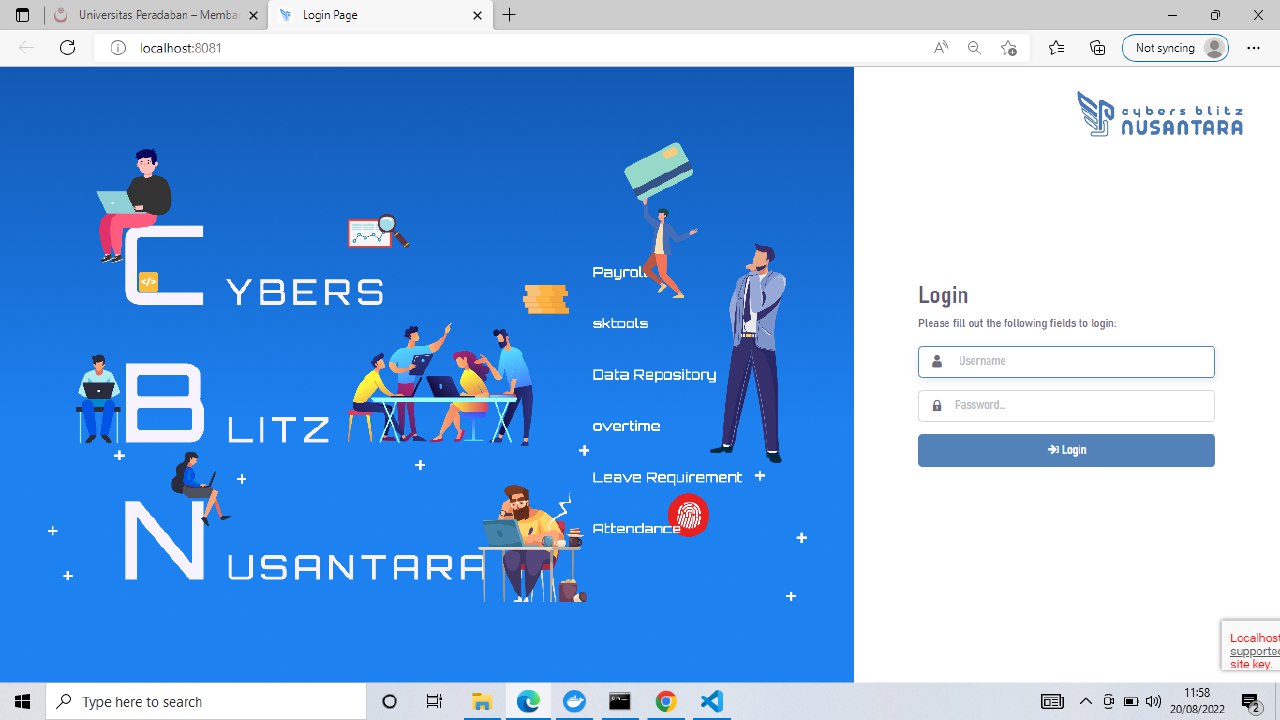 Universitas Peradaban – Membar
Login Page
localhost:8081
Not syncing
cybers blitz
NUSANTARA
CYBERS
BLITZ
NUSANTARA
Payroll
sktools
Data Repository
overtime
Leave Requirement
Attendance
Login
Please fill out the following fields to login:
Username
Password...
Login
Localhost
supported
site key.
Type here to search
11:58
20/08/2022
2